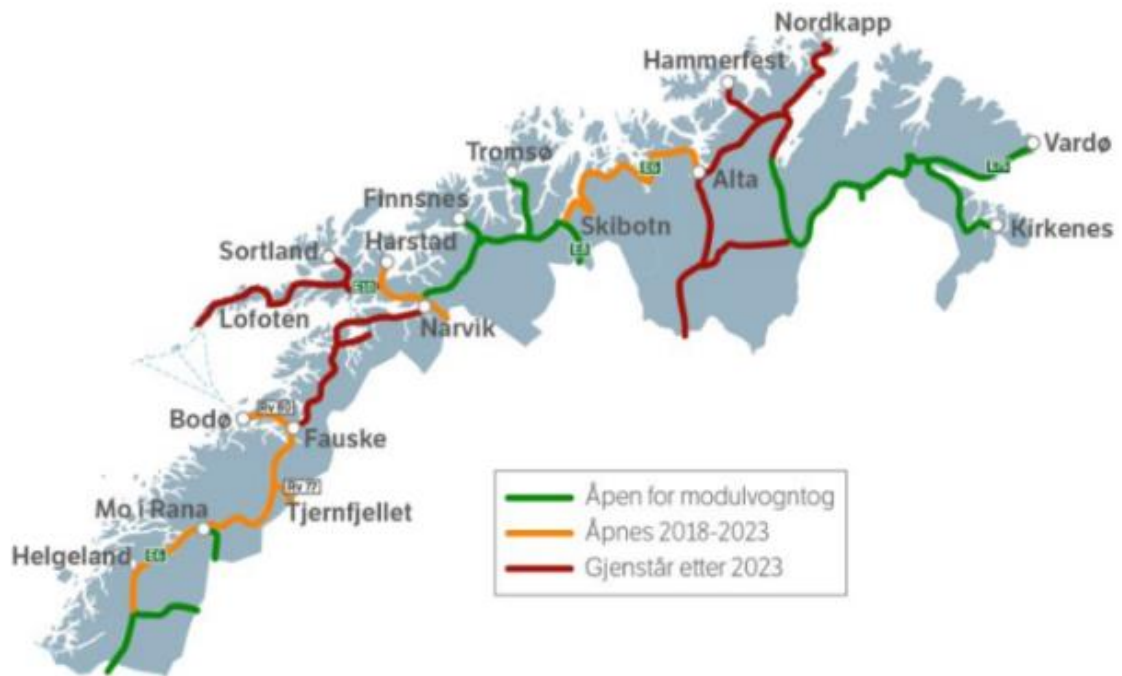 Nordkapp
Hammerfest
Vardø
Tromsø
E6
Alta
Finnsnes
Skibotn
Kirkenes
Harstad
Sortland
E8
E10
Lofoten
Narvik
Bodø
Rv 80
Fauske
Rv 77
Tjernfjellet
Mo i Rana
Helgeland
E6
Åpen for modulvogntog
Åpnes 2018-2023
Gjenstår etter 2023